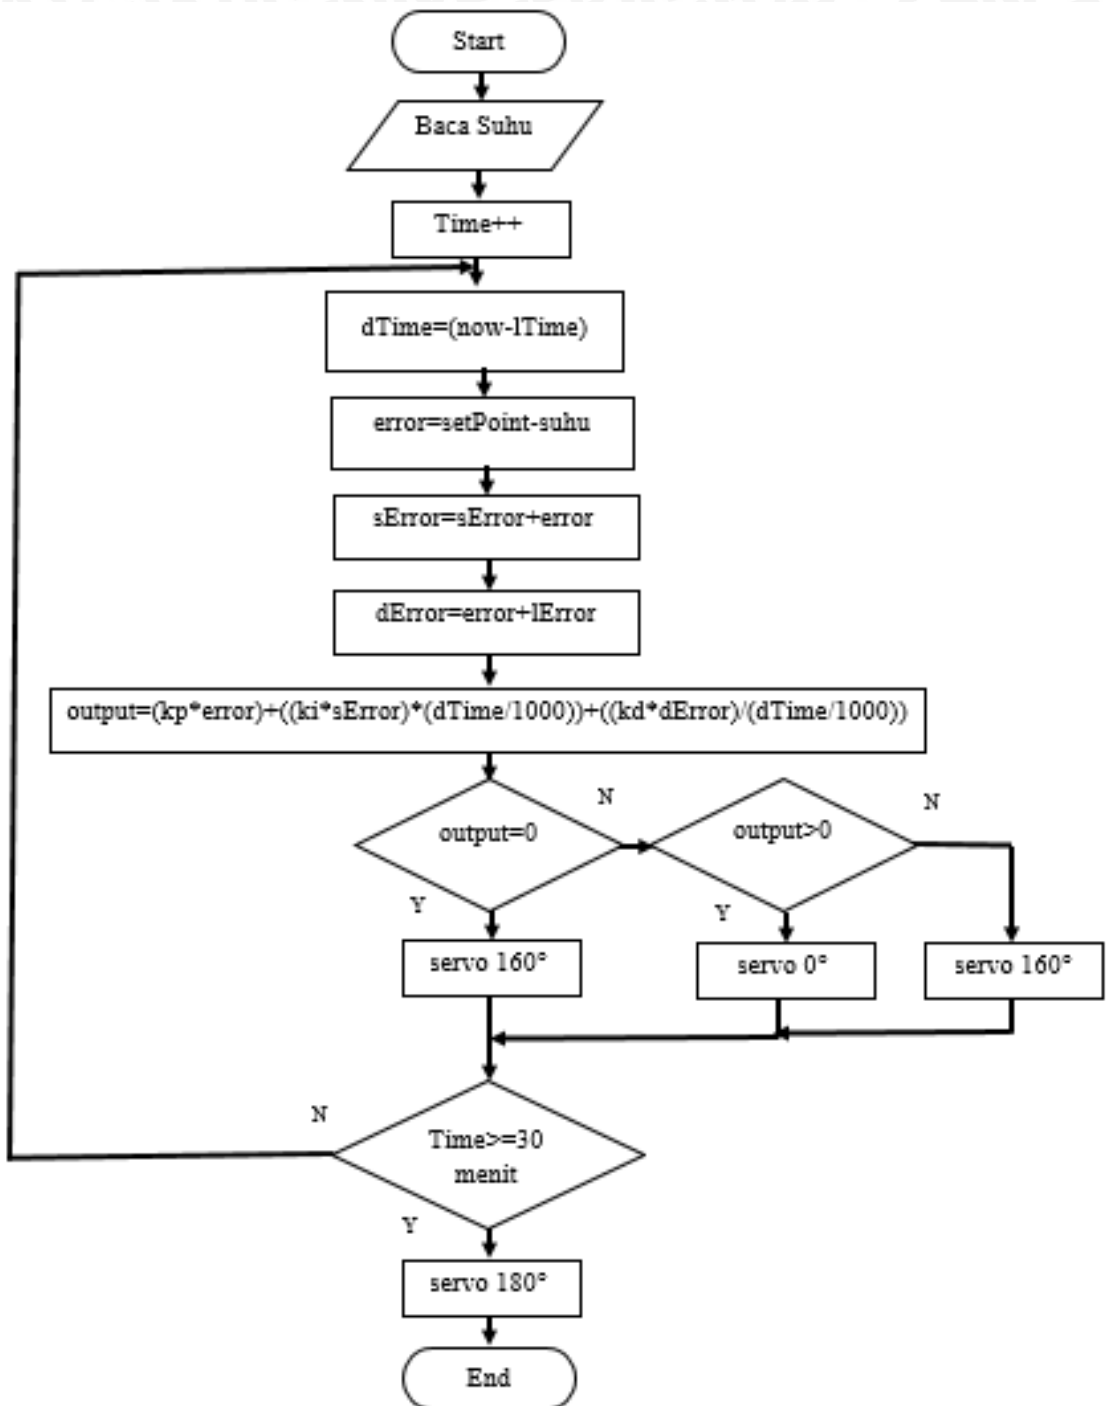 Start
Baca Suhu
Time++
dTime=(now-lTime)
error=setPoint-suhu
sError=sError+error
dError=error+lError
output=(kp*error)+((ki*sError)*(dTime/1000))+((kd*dError)/(dTime/1000))
output=0
N
output>0
N
Y
Y
servo 160°
servo 0°
servo 160°
N
Time>=30
menit
Y
servo 180°
End